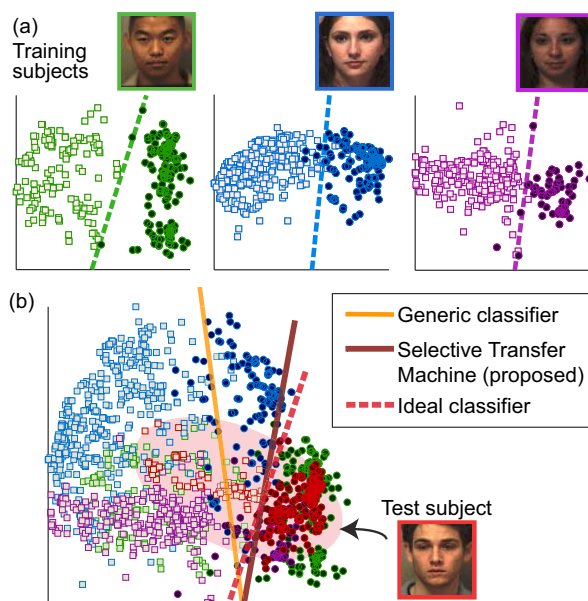 (a)
Training
subjects
(b)
Generic classifier
Selective Transfer
Machine (proposed)
Ideal classifier
Test subject